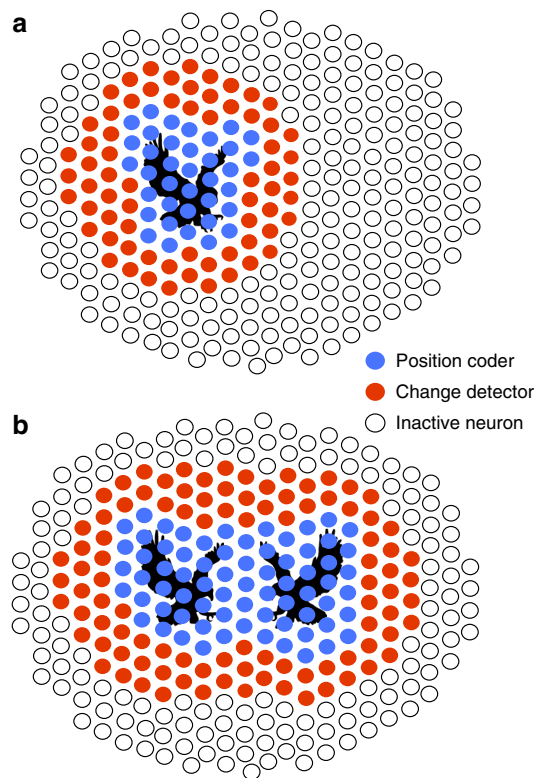 a
Position coder
Change detector
Inactive neuron
b